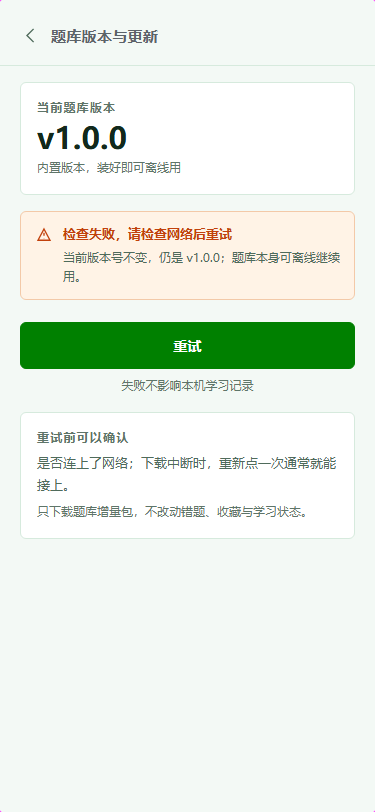 题库版本与更新
当前题库版本
v1.0.0
内置版本，装好即可离线用
检查失败，请检查网络后重试
当前版本号不变，仍是 v1.0.0；题库本身可离线继续
用。
重试
失败不影响本机学习记录
重试前可以确认
是否连上了网络；下载中断时，重新点一次通常就能
接上。
只下载题库增量包，不改动错题、收藏与学习状态。